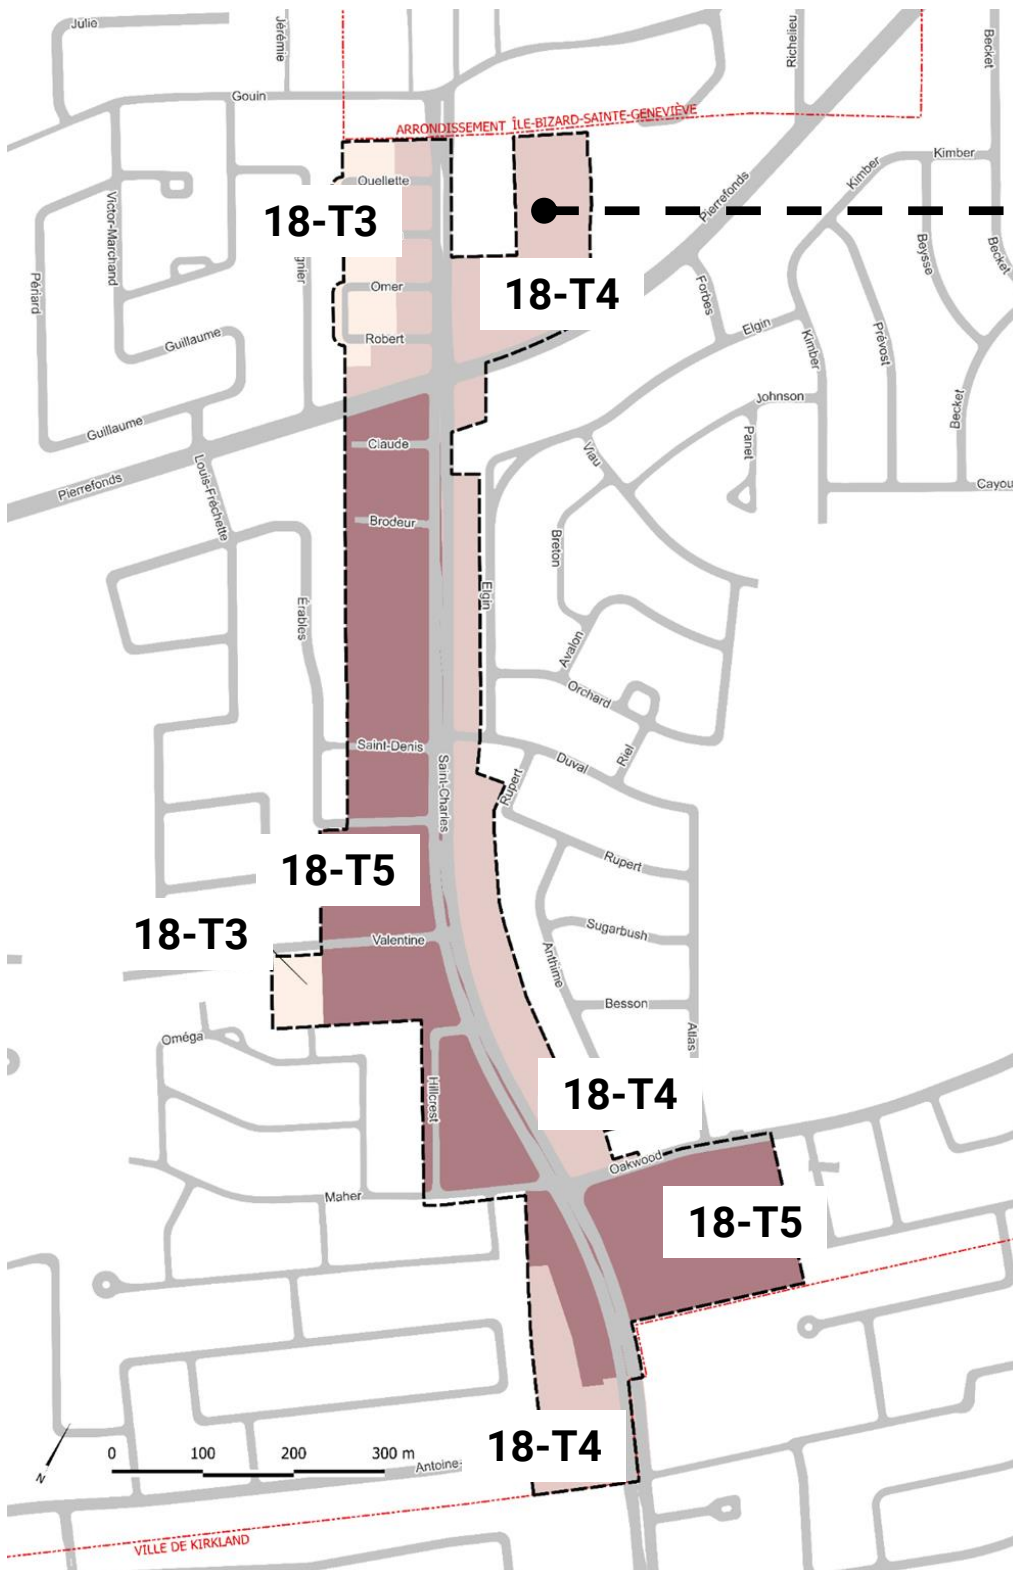 Julie
Jérémie
Richelieu
Becket
Gouin
ARRONDISSEMENT ÎLE-BIZARD-SAINTE-GENEVIÈVE
Kimber
Kimber
Ouellette
18-T3
Pierrefonds
Victor-Marchand
Périard
Beysse
Becket
Omer
18-T4
Forbes
Elgin
Kimber
Prévost
Guillaume
Robert
Johnson
Becket
Guillaume
Claude
Viau
Panet
Pierrefonds
Louis-Fréchette
Cayou
Brodeur
Breton
Elgin
Érables
Avalon
Orchard
Saint-Denis
Saint-Charles
Duval
Riel
Rupert
18-T5
Rupert
18-T3
Valentine
Sugarbush
Anthime
Besson
Oméga
Atlas
Hillcrest
18-T4
Oakwood
Maher
18-T5
18-T4
0 100 200 300 m
N
Antoine-
VILLE DE KIRKLAND